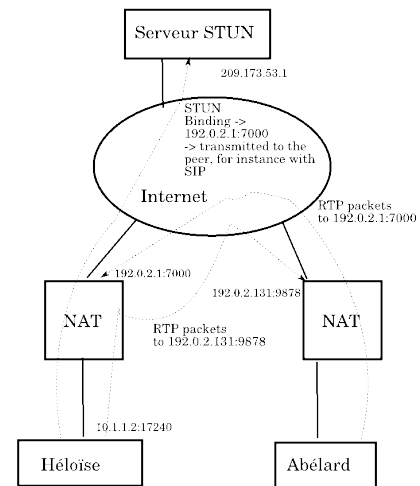 Serveur STUN
209.173.53.1
STUN
Binding ->
192.0.2.1:7000
-> transmitted to the
peer, for instance with
SIP
Internet
RTP packets
to 192.0.2.1:7000
192.0.2.1:7000
192.0.2.131:9878
NAT
NAT
RTP packets
to 192.0.2.131:9878
10.1.1.2:17240
Héloïse
Abélard